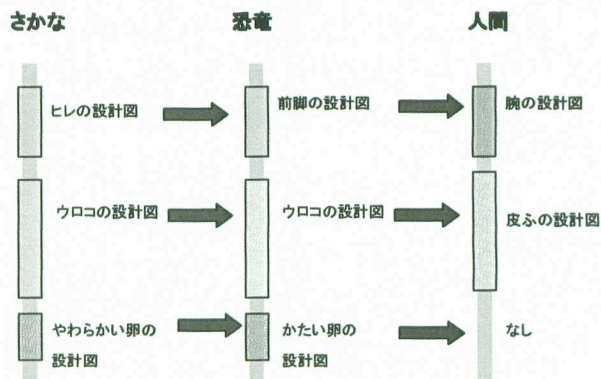 さかな
恐竜
人間
ヒレの設計図
前脚の設計図
腕の設計図
ウロコの設計図
ウロコの設計図
皮ふの設計図
やわらかい卵の
設計図
かたい卵の
設計図
なし